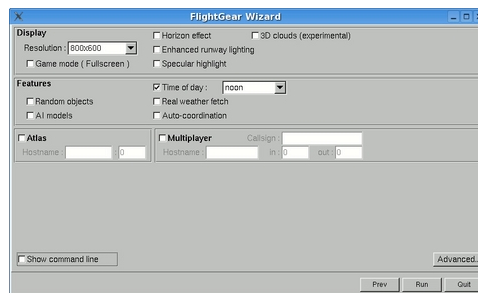 FlightGear Wizard
Display
Horizon effect
3D clouds (experimental)
Resolution : 800x600
Enhanced runway lighting
Game mode ( Fullscreen )
Specular highlight
Features
Time of day : noon
Random objects
Real weather fetch
AI models
Auto-coordination
Atlas
Hostname : : 0
Multiplayer
Callsign :
Hostname : in : 0 out : 0
Show command line
Advanced...
Prev
Run
Quit